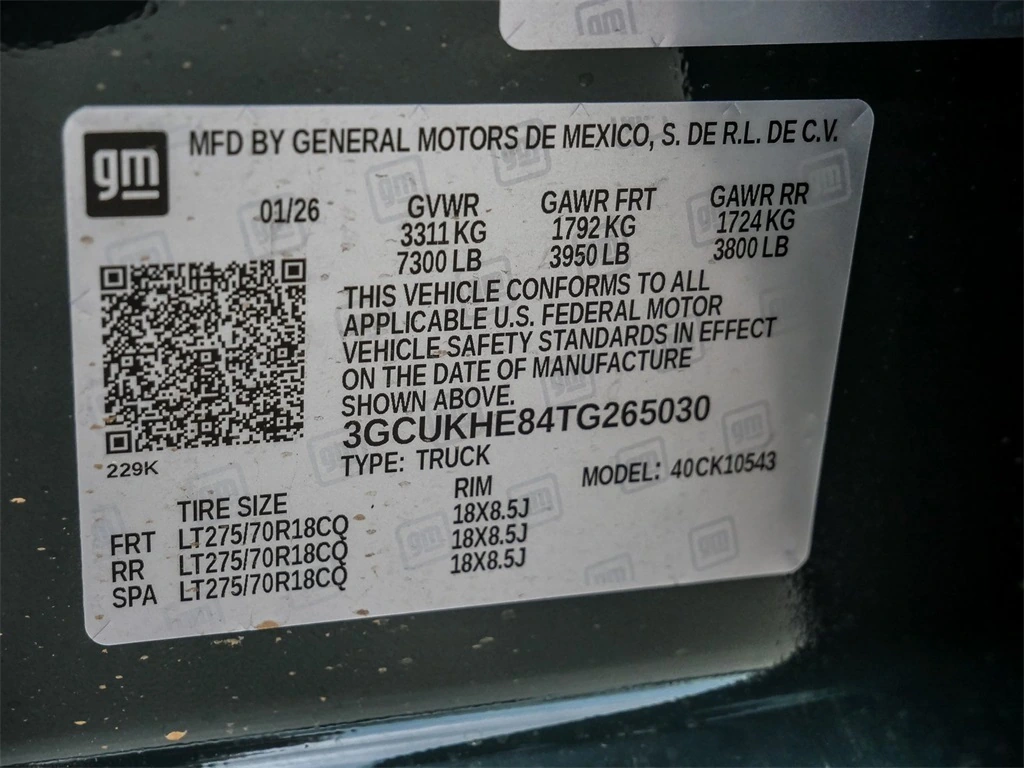 gm
gm
MFD BY GENERAL MOTORS DE MEXICO, S. DE R.L. DE C.V.
01/26
GVWR
3311 KG
7300 LB
GAWR FRT
1792 KG
3950 LB
GAWR RR
1724 KG
3800 LB
THIS VEHICLE CONFORMS TO ALL
APPLICABLE U.S. FEDERAL MOTOR
VEHICLE SAFETY STANDARDS IN EFFECT
ON THE DATE OF MANUFACTURE
SHOWN ABOVE.
3GCUKHE84TG265030
TYPE: TRUCK
MODEL: 40CK10543
229K
TIRE SIZE RIM
FRT LT275/70R18CQ 18X8.5J
RR LT275/70R18CQ 18X8.5J
SPA LT275/70R18CQ 18X8.5J